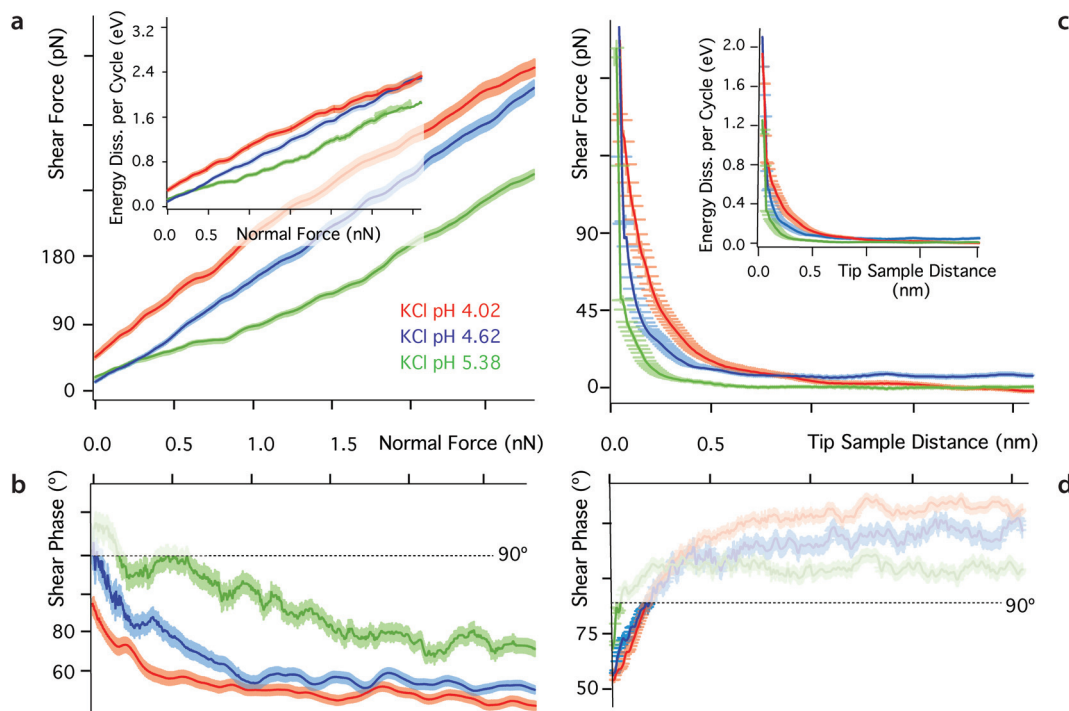 a
Shear Force (pN)
180
90
0
Energy Diss. per Cycle (eV)
3.2
2.4
1.6
0.8
0.0
0.0 0.5
Normal Force (nN)
KCl pH 4.02
KCl pH 4.62
KCl pH 5.38
0.0 0.5 1.0 1.5 Normal Force (nN)
c
Shear Force (pN)
90
45
0
Energy Diss. per Cycle (eV)
2.0
1.6
1.2
0.8
0.4
0.0
0.0 0.5 Tip Sample Distance
(nm)
0.0 0.5 Tip Sample Distance (nm)
b
Shear Phase (°)
80
60
90º
d
Shear Phase (°)
75
50
90º